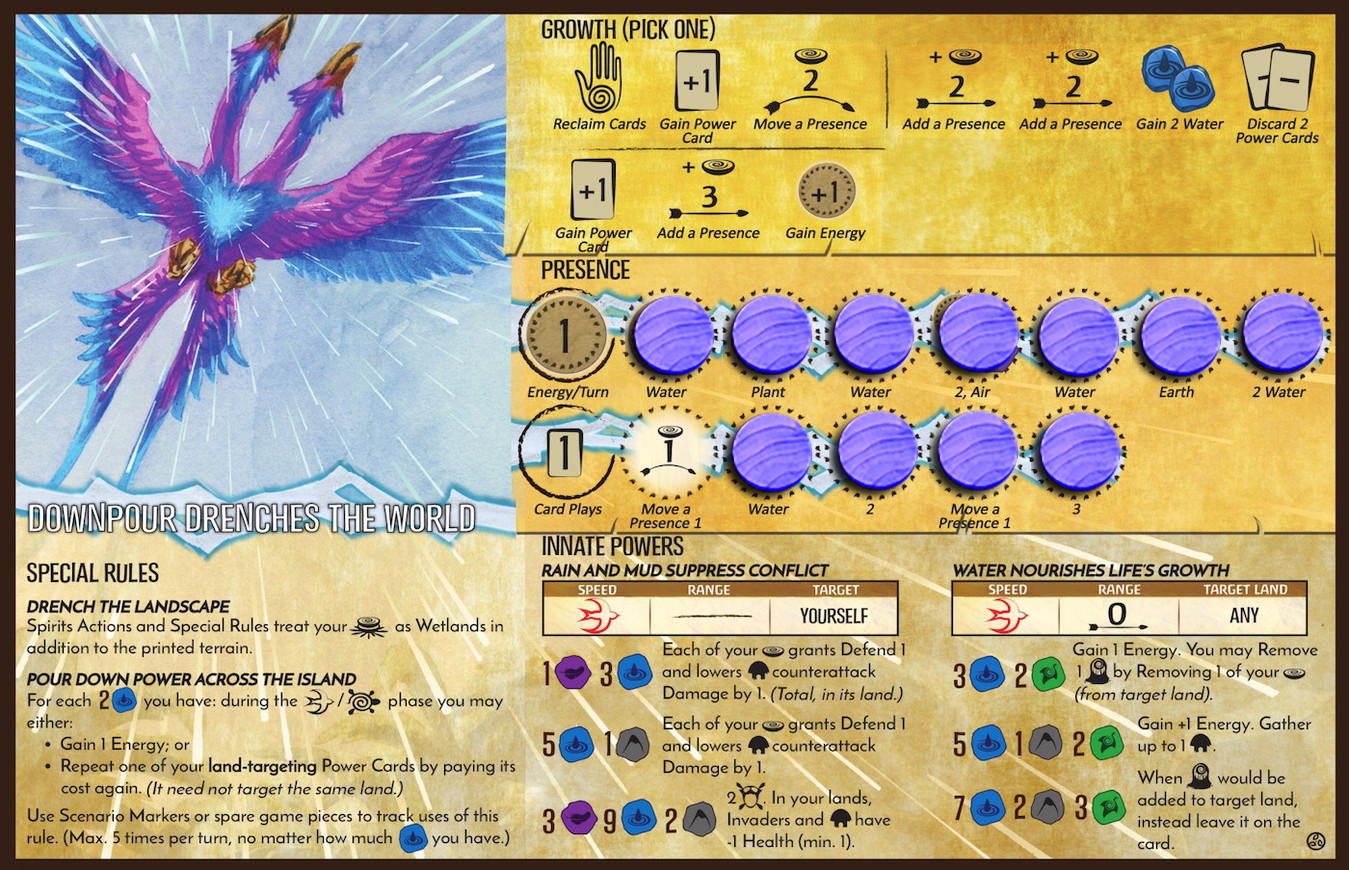 GROWTH (PICK ONE)
+1
2
+ 2
+ 2
Reclaim Cards
Gain Power Card
Move a Presence
Add a Presence
Add a Presence
Gain 2 Water
Discard 2 Power Cards
+1
+ 3
+1
Gain Power Card
Add a Presence
Gain Energy
PRESENCE
1
Energy/Turn
Water
Plant
Water
2, Air
Water
Earth
2 Water
1
1
Card Plays
Move a Presence 1
Water
2
Move a Presence 1
3
DOWNPOUR DRENCHES THE WORLD
SPECIAL RULES
DRENCH THE LANDSCAPE
Spirits Actions and Special Rules treat your as Wetlands in
addition to the printed terrain.
POUR DOWN POWER ACROSS THE ISLAND
For each 2 you have: during the / phase you may
either:
• Gain 1 Energy; or
• Repeat one of your land-targeting Power Cards by paying its
cost again. (It need not target the same land.)
Use Scenario Markers or spare game pieces to track uses of this
rule. (Max. 5 times per turn, no matter how much you have.)
INNATE POWERS
RAIN AND MUD SUPPRESS CONFLICT
SPEED RANGE TARGET
YOURSELF
1 3
Each of your grants Defend 1
and lowers counterattack
Damage by 1. (Total, in its land.)
5 1
Each of your grants Defend 1
and lowers counterattack
Damage by 1.
3 9 2
2 . In your lands,
Invaders and have
-1 Health (min. 1).
WATER NOURISHES LIFE'S GROWTH
SPEED RANGE TARGET LAND
0 ANY
3 2
Gain 1 Energy. You may Remove
1 by Removing 1 of your
(from target land).
5 1 2
Gain +1 Energy. Gather
up to 1 .
7 2 3
When would be
added to target land,
instead leave it on the
card.